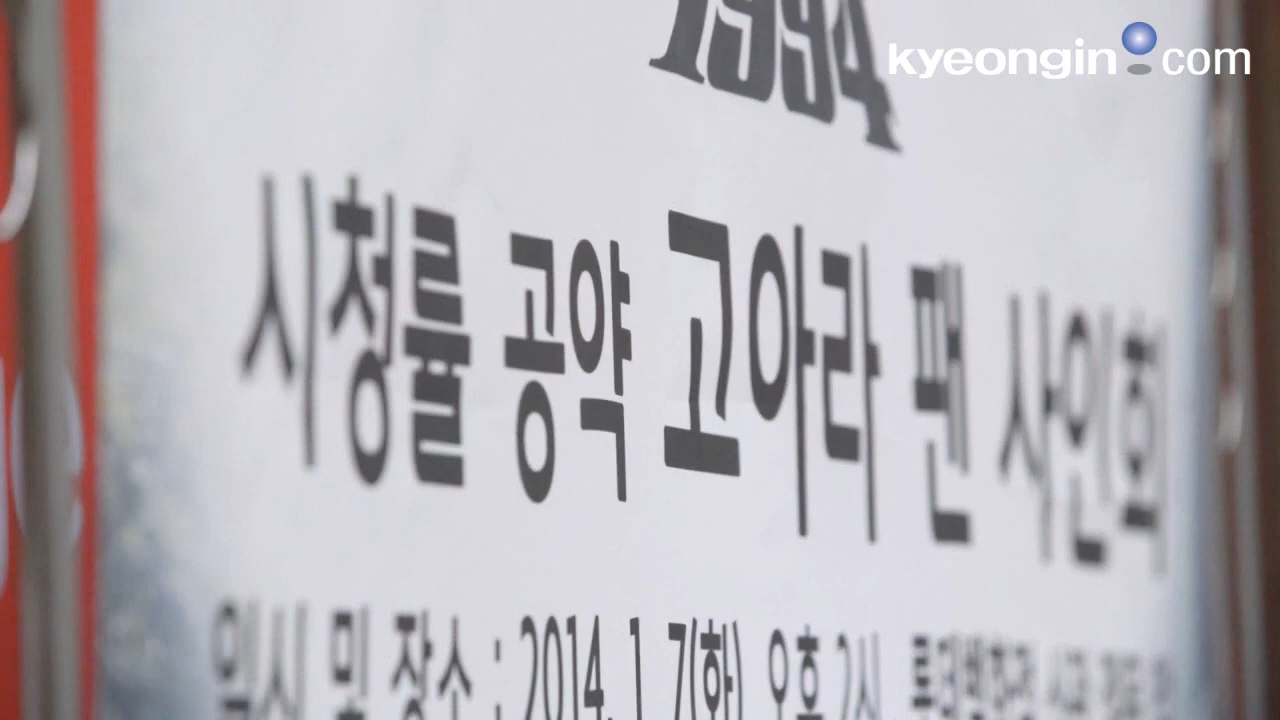 1994
kyeongin.com
시청률 공약 고아라 팬 사인회
일시 및 장소 : 2014. 1. 7(화) 오후 2시